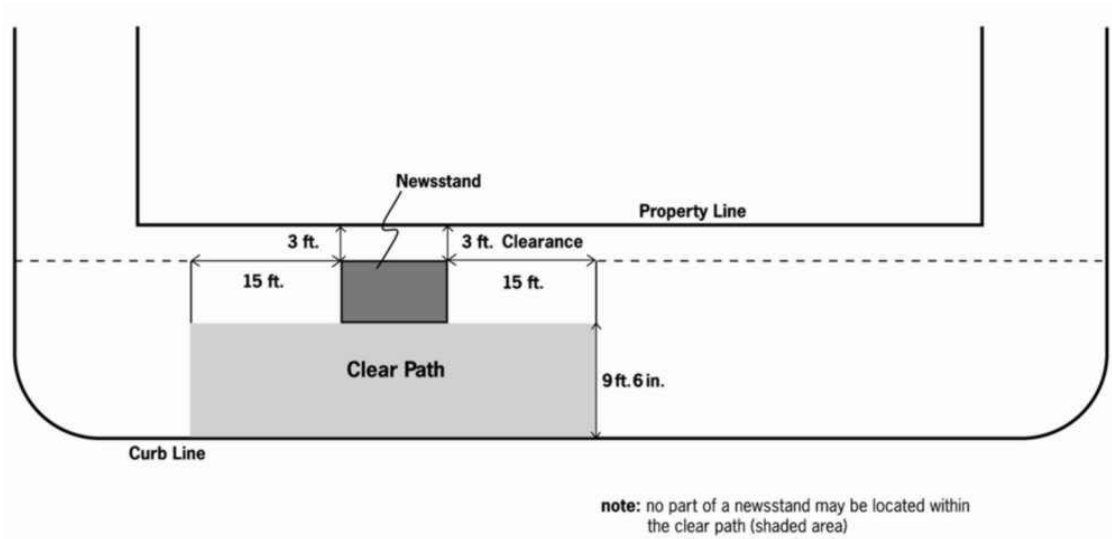 Newsstand
Property Line
3 ft.
3 ft. Clearance
15 ft.
15 ft.
Clear Path
9 ft. 6 in.
Curb Line
note: no part of a newsstand may be located within
the clear path (shaded area)